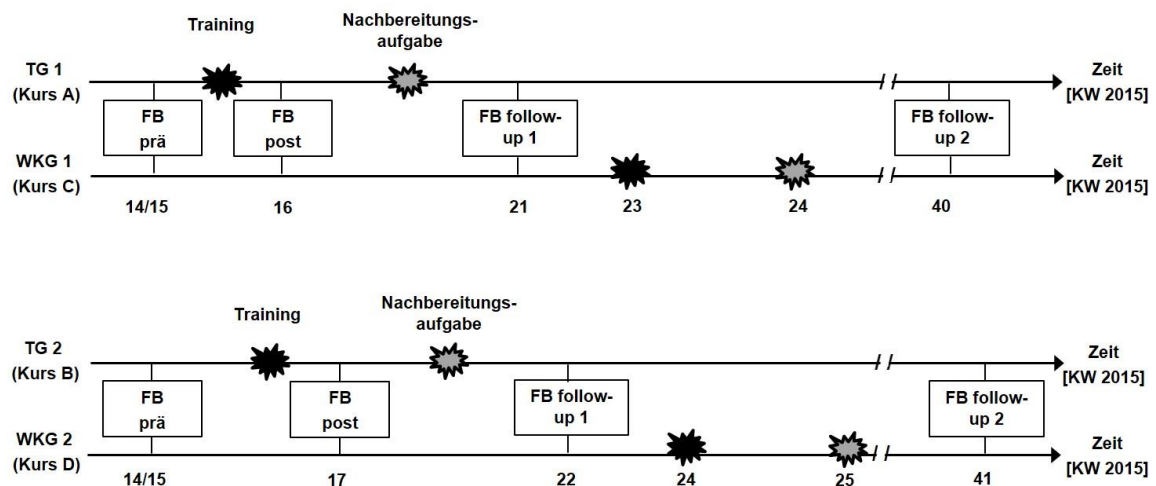 Training
Nachbereitungs-
aufgabe
TG 1
(Kurs A)
Zeit
[KW 2015]
FB
prä
FB
post
FB follow-
up 1
FB follow-
up 2
WKG 1
(Kurs C)
Zeit
[KW 2015]
14/15
16
21
23
24
40
Training
Nachbereitungs-
aufgabe
TG 2
(Kurs B)
Zeit
[KW 2015]
FB
prä
FB
post
FB follow-
up 1
FB follow-
up 2
WKG 2
(Kurs D)
Zeit
[KW 2015]
14/15
17
22
24
25
41